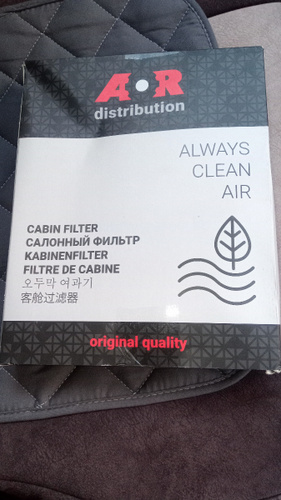 A·R
distribution
ALWAYS
CLEAN
AIR
CABIN FILTER
САЛОННЫЙ ФИЛЬТР
KABINENFILTER
FILTRE DE CABINE
오두막 여과기
客舱过滤器
original quality